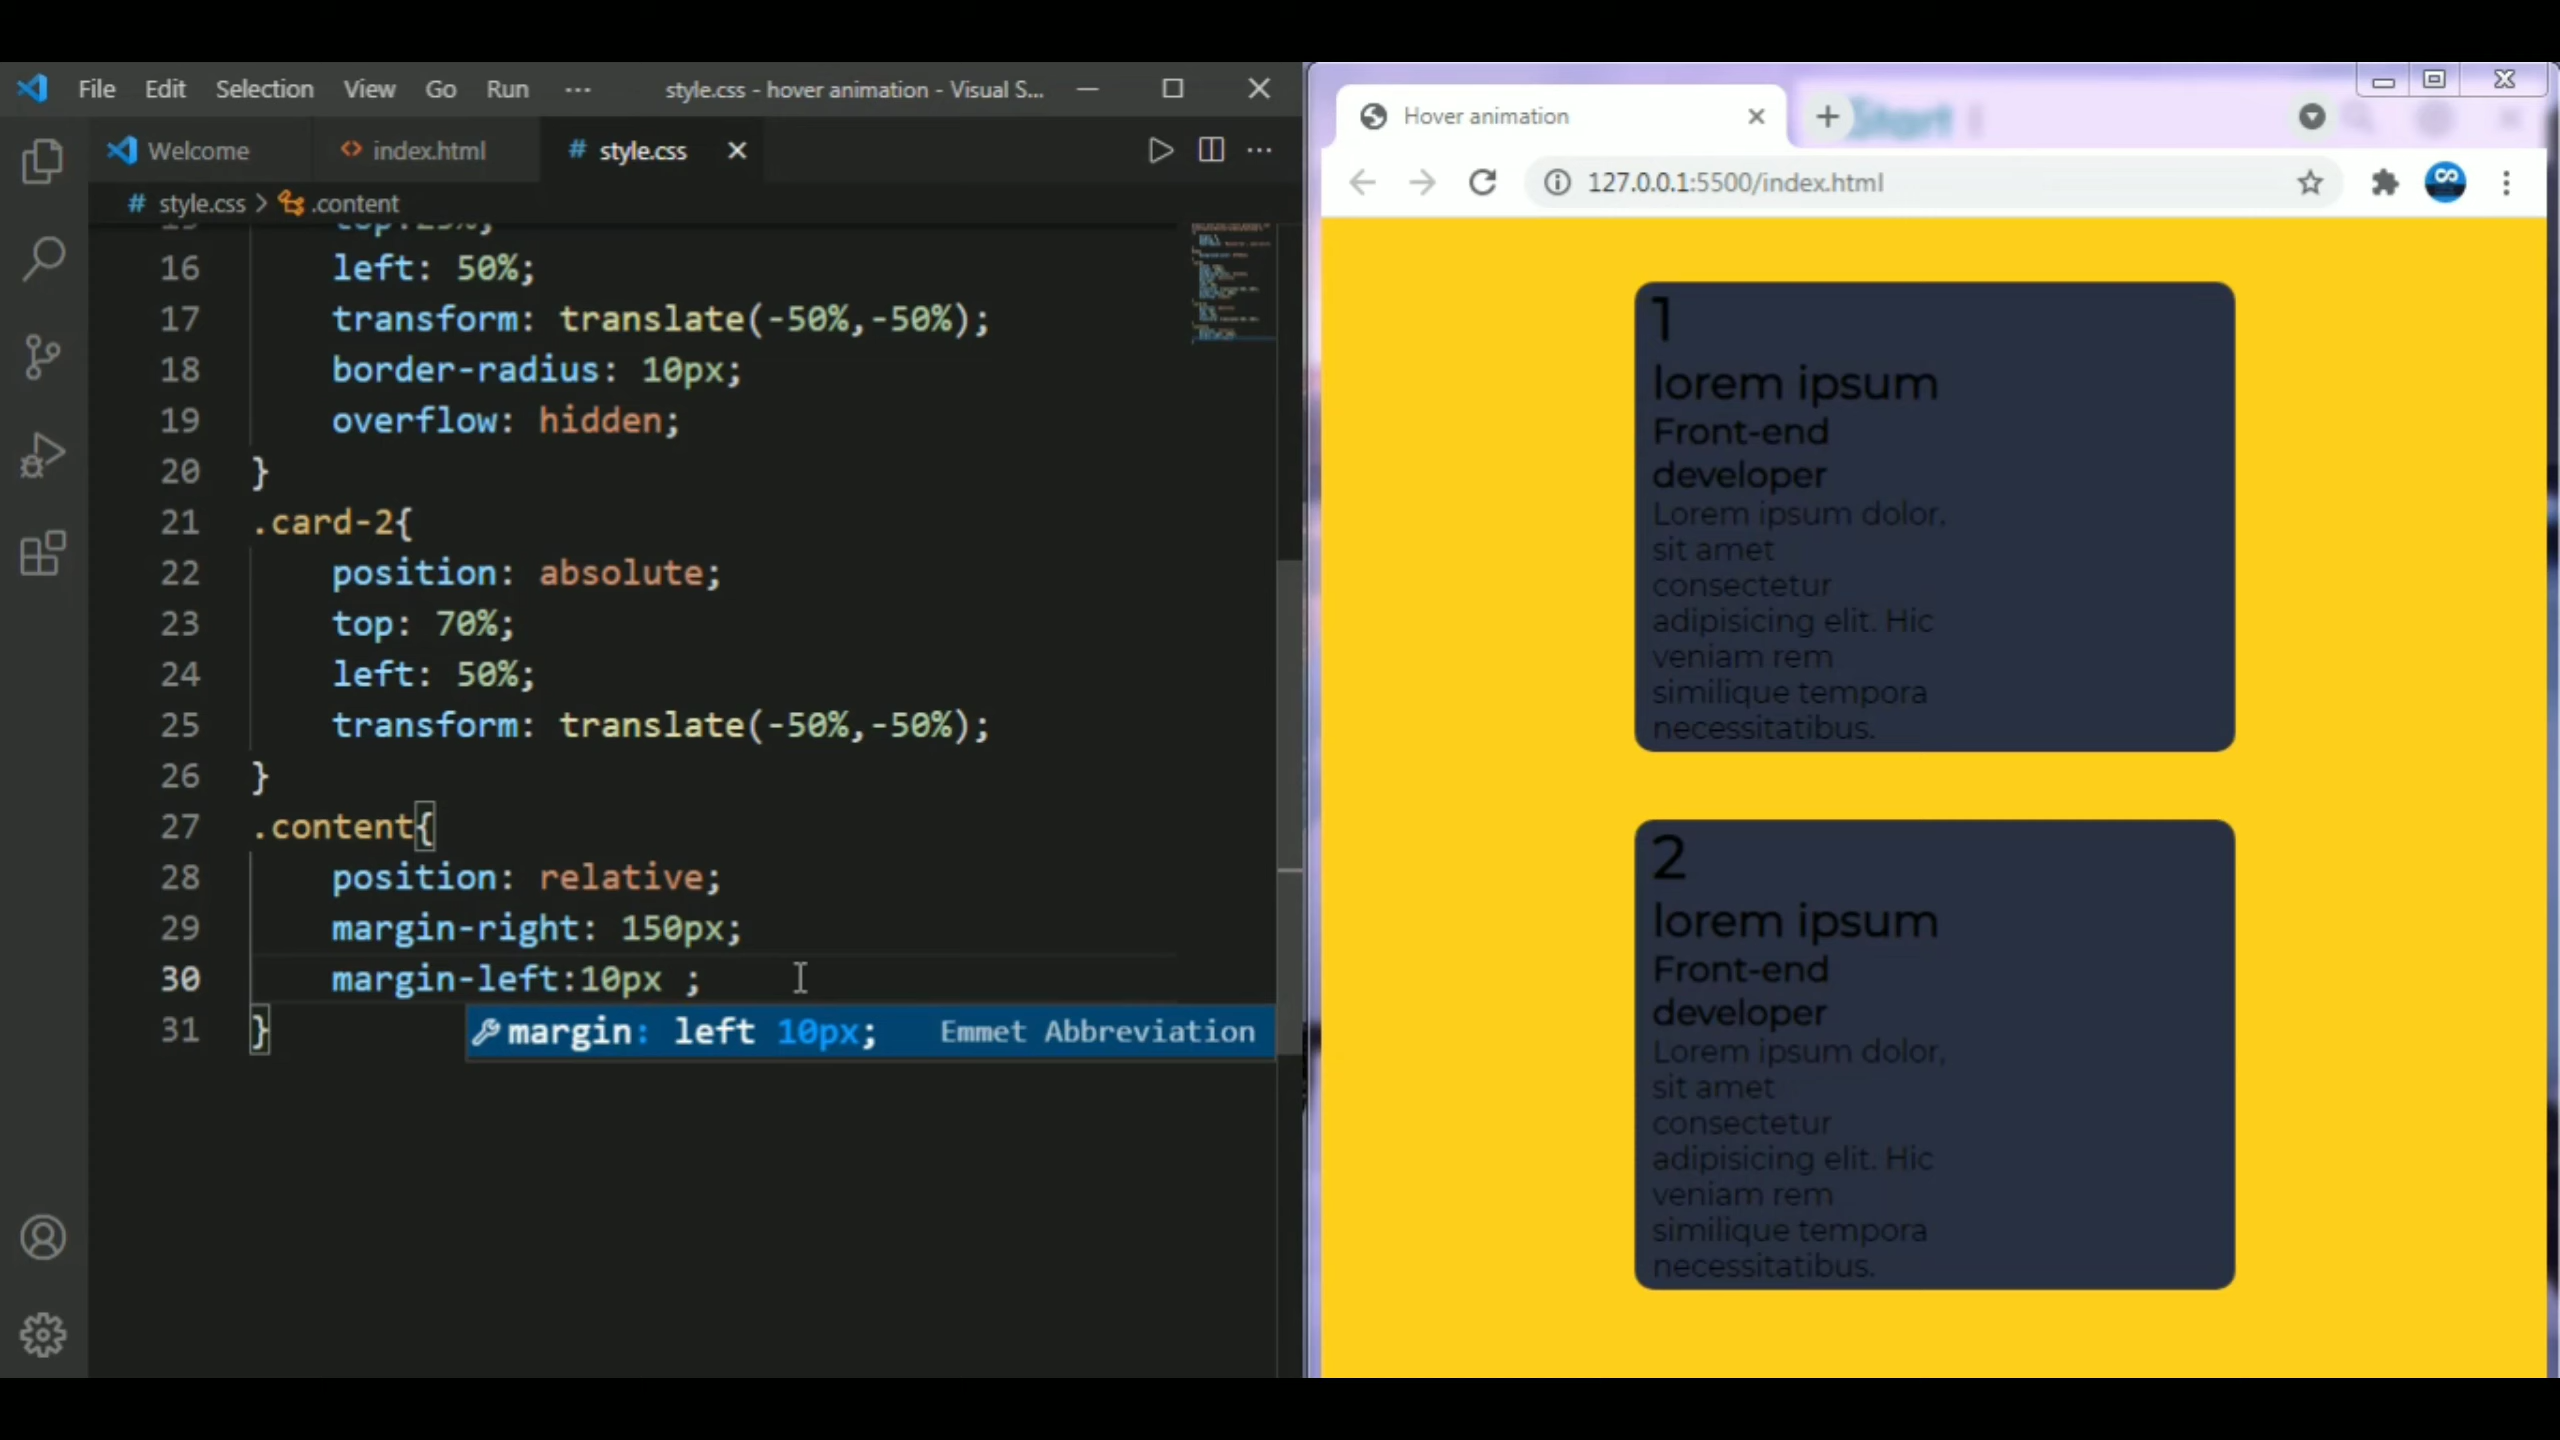 File Edit Selection View Go Run ··· style.css - hover animation - Visual S...
Welcome index.html # style.css
# style.css > .content
15 top:25%;
16 left: 50%;
17 transform: translate(-50%,-50%);
18 border-radius: 10px;
19 overflow: hidden;
20 }
21 .card-2{
22 position: absolute;
23 top: 70%;
24 left: 50%;
25 transform: translate(-50%,-50%);
26 }
27 .content{
28 position: relative;
29 margin-right: 150px;
30 margin-left:10px ;
31 }
margin: left 10px; Emmet Abbreviation
Start
Hover animation
127.0.0.1:5500/index.html
1
lorem ipsum
Front-end
developer
Lorem ipsum dolor,
sit amet
consectetur
adipisicing elit. Hic
veniam rem
similique tempora
necessitatibus.
2
lorem ipsum
Front-end
developer
Lorem ipsum dolor,
sit amet
consectetur
adipisicing elit. Hic
veniam rem
similique tempora
necessitatibus.